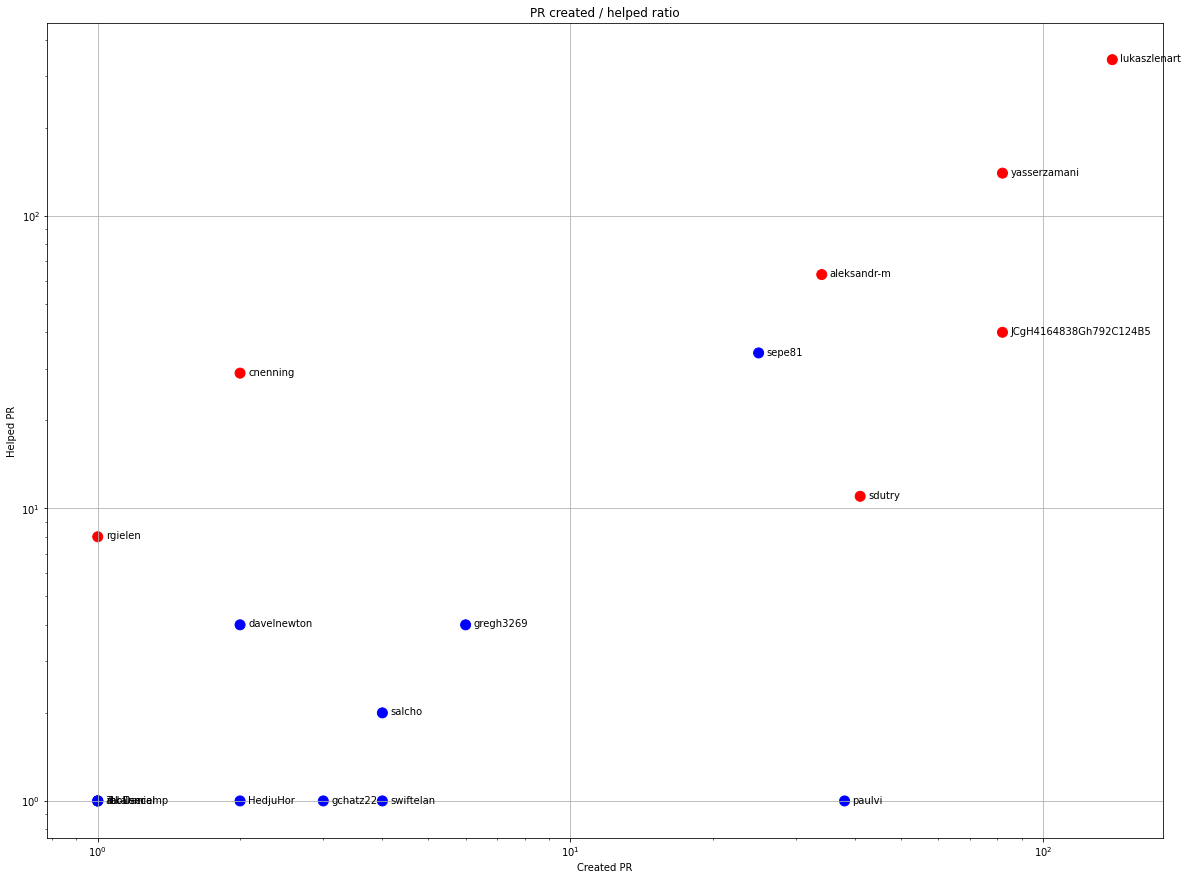 PR created / helped ratio
lukaszlenart
yasserzamani
aleksandr-m
JCgH4164838Gh792C124B5
sepe81
cnenning
sdutry
rgielen
davelnewton
gregh3269
salcho
HedjuHor
gchatz22
swiftelan
paulvi
10²
10¹
10⁰
10⁰
10¹
10²
Helped PR
Created PR